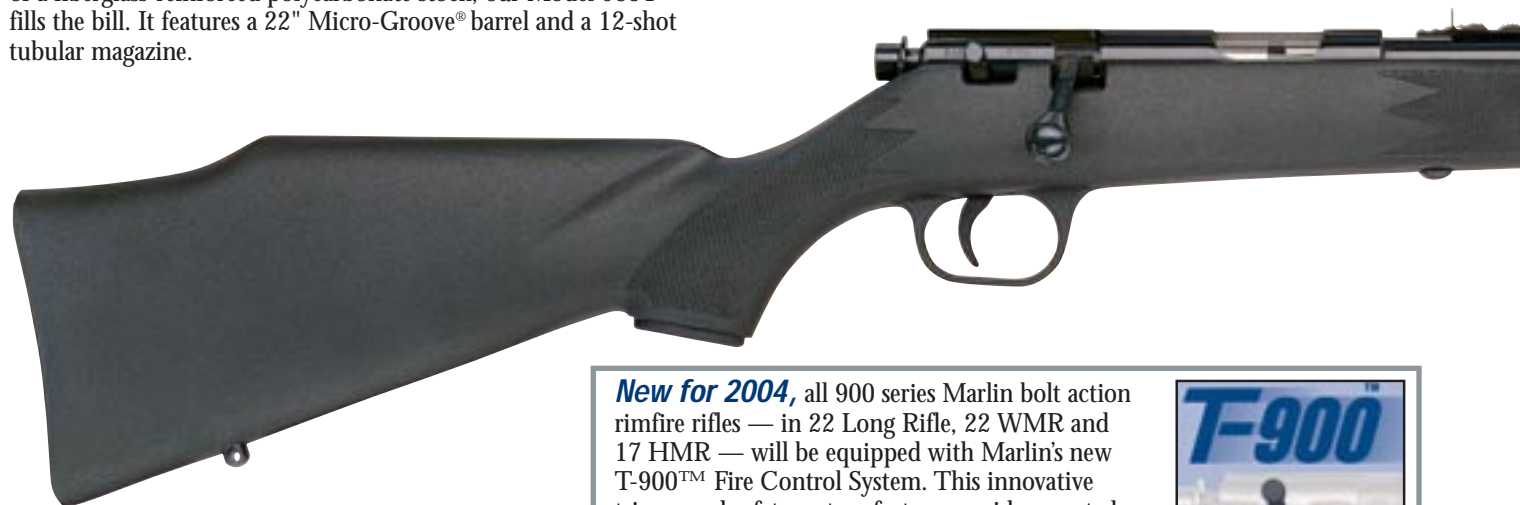 fills the bill. It features a 22" Micro-Groove® barrel and a 12-shot
tubular magazine.
New for 2004, all 900 series Marlin bolt action
rimfire rifles — in 22 Long Rifle, 22 WMR and
17 HMR — will be equipped with Marlin's new
T-900™ Fire Control System. This innovative
T-900™